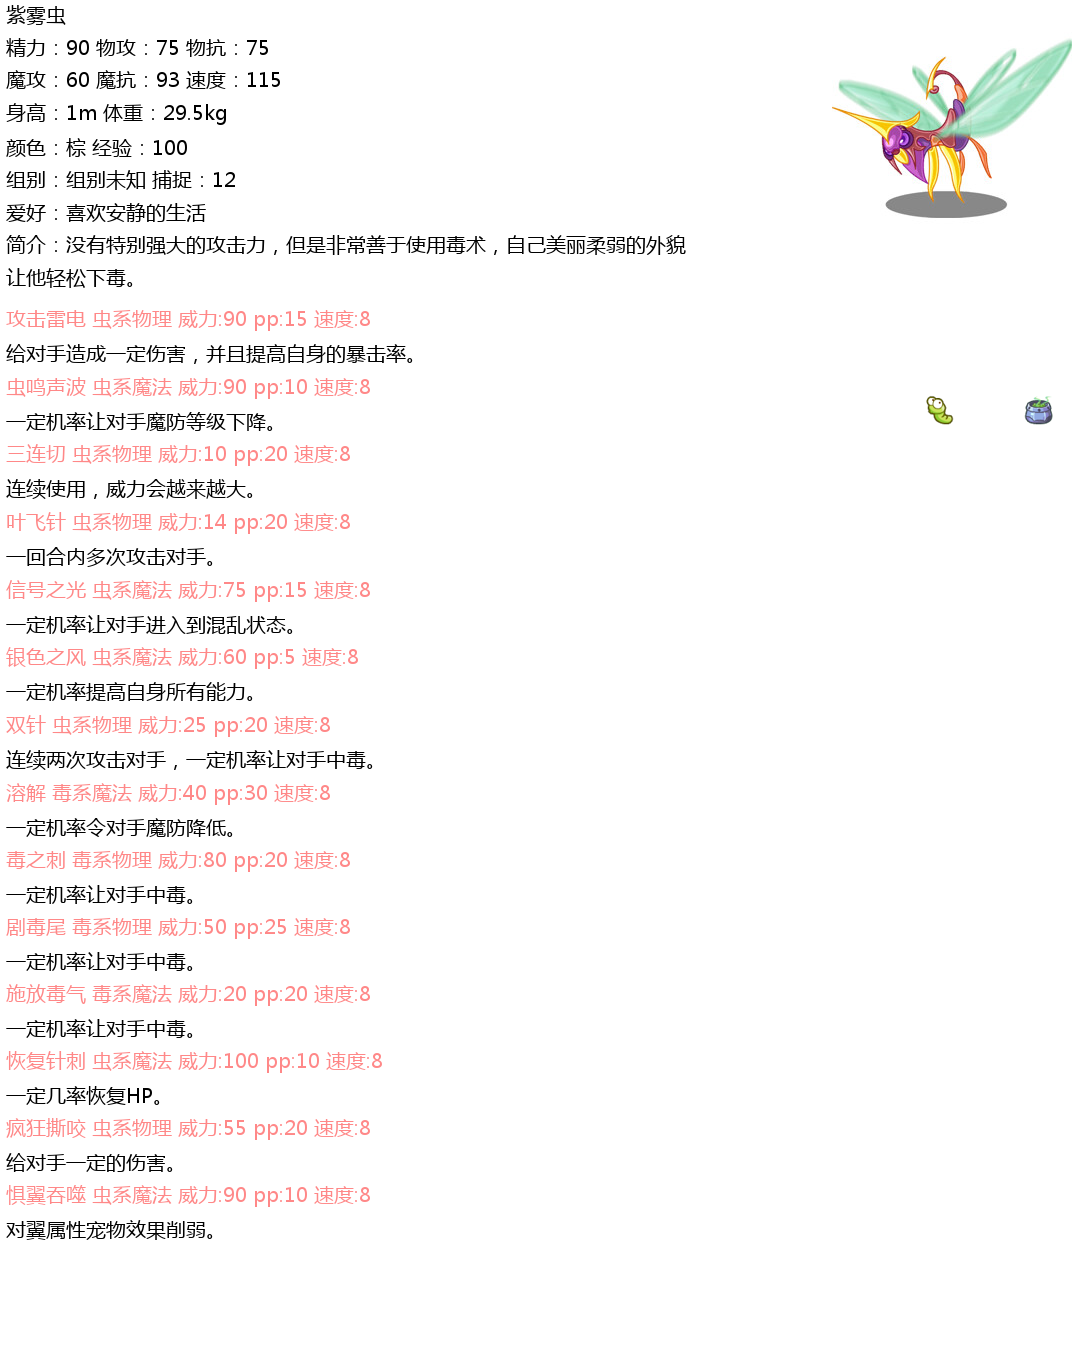 紫雾虫
精力：90 物攻：75 物抗：75
魔攻：60 魔抗：93 速度：115
身高：1m 体重：29.5kg
颜色：棕 经验：100
组别：组别未知 捕捉：12
爱好：喜欢安静的生活
简介：没有特别强大的攻击力，但是非常善于使用毒术，自己美丽柔弱的外貌
让他轻松下毒。
攻击雷电 虫系物理 威力:90 pp:15 速度:8
给对手造成一定伤害，并且提高自身的暴击率。
虫鸣声波 虫系魔法 威力:90 pp:10 速度:8
一定机率让对手魔防等级下降。
三连切 虫系物理 威力:10 pp:20 速度:8
连续使用，威力会越来越大。
叶飞针 虫系物理 威力:14 pp:20 速度:8
一回合内多次攻击对手。
信号之光 虫系魔法 威力:75 pp:15 速度:8
一定机率让对手进入到混乱状态。
银色之风 虫系魔法 威力:60 pp:5 速度:8
一定机率提高自身所有能力。
双针 虫系物理 威力:25 pp:20 速度:8
连续两次攻击对手，一定机率让对手中毒。
溶解 毒系魔法 威力:40 pp:30 速度:8
一定机率令对手魔防降低。
毒之刺 毒系物理 威力:80 pp:20 速度:8
一定机率让对手中毒。
剧毒尾 毒系物理 威力:50 pp:25 速度:8
一定机率让对手中毒。
施放毒气 毒系魔法 威力:20 pp:20 速度:8
一定机率让对手中毒。
恢复针刺 虫系魔法 威力:100 pp:10 速度:8
一定几率恢复HP。
疯狂撕咬 虫系物理 威力:55 pp:20 速度:8
给对手一定的伤害。
惧翼吞噬 虫系魔法 威力:90 pp:10 速度:8
对翼属性宠物效果削弱。